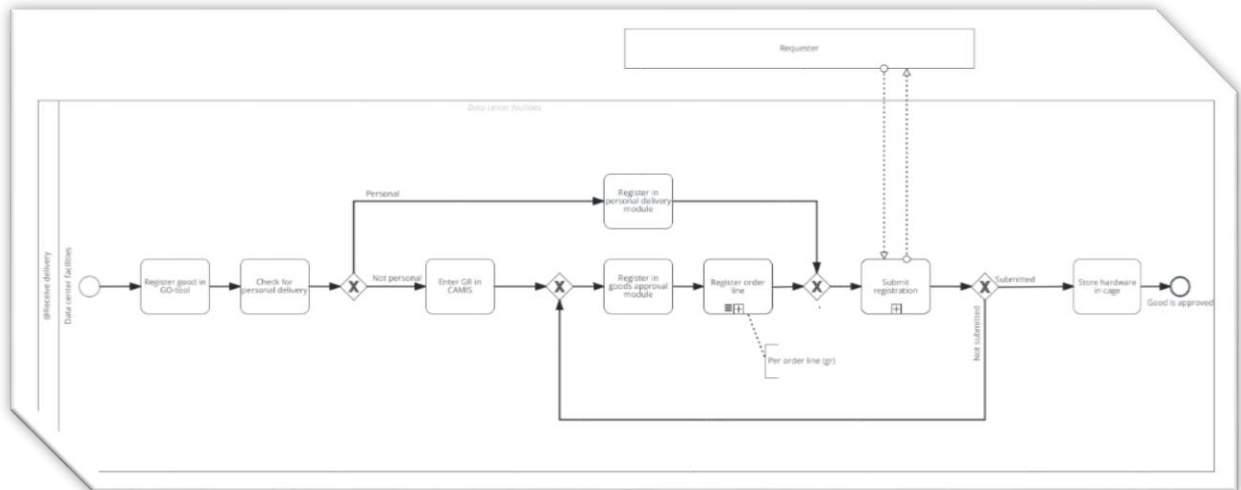 Requester
Data center facilities
@Receive delivery
Data center facilities
Personal
Register in
personal delivery
module
Register good in
GO-tool
Check for
personal delivery
Not personal
Enter GR in
CAMIS
Register in
goods approval
module
Register order
line
Submit
registration
Submitted
Not submitted
Store hardware
in cage
Good is approved
Per order line (gr)